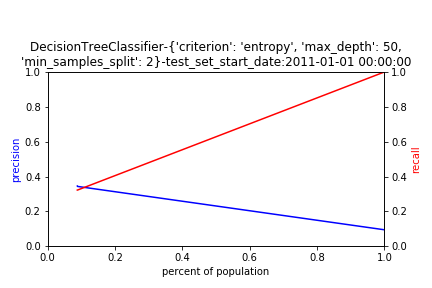 DecisionTreeClassifier-{'criterion': 'entropy', 'max_depth': 50,
'min_samples_split': 2}-test_set_start_date:2011-01-01 00:00:00
1.0
0.8
0.6
0.4
0.2
0.0
precision
1.0
0.8
0.6
0.4
0.2
0.0
recall
0.0 0.2 0.4 0.6 0.8 1.0
percent of population